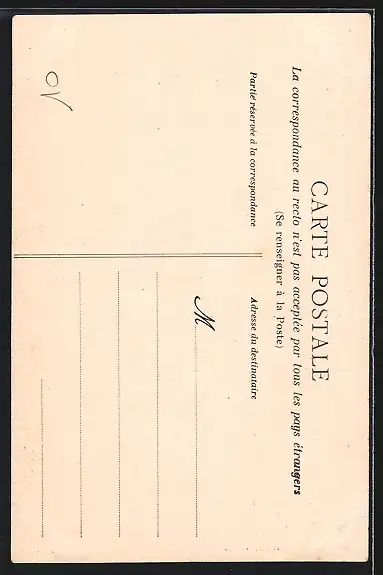 CARTE POSTALE
La correspondance au recto n'est pas acceptée par tous les pays étrangers
(Se renseigner à la Poste)
Partie réservée à la correspondance
Adresse du destinataire
M